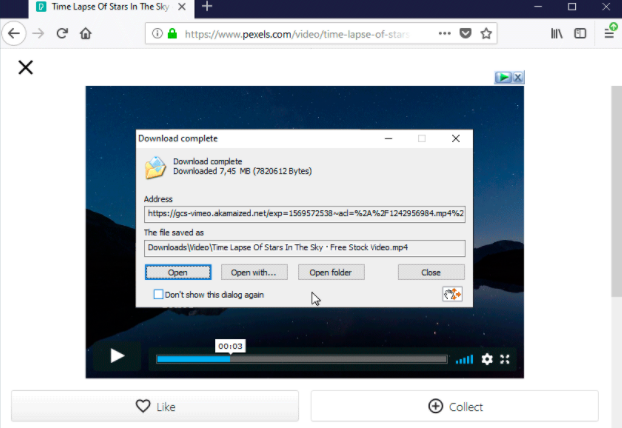 Time Lapse Of Stars In The Sky
https://www.pexels.com/video/time-lapse-of-stars
Download complete
Download complete
Downloaded 7,45 MB (7820612 Bytes)
Address
https://gcs-vimeo.akamaized.net/exp=1569572538~acl=%2A%2F1242956984.mp4%2
The file saved as
Downloads\Video\Time Lapse Of Stars In The Sky · Free Stock Video.mp4
Open
Open with...
Open folder
Close
Don't show this dialog again
00:03
Like
Collect